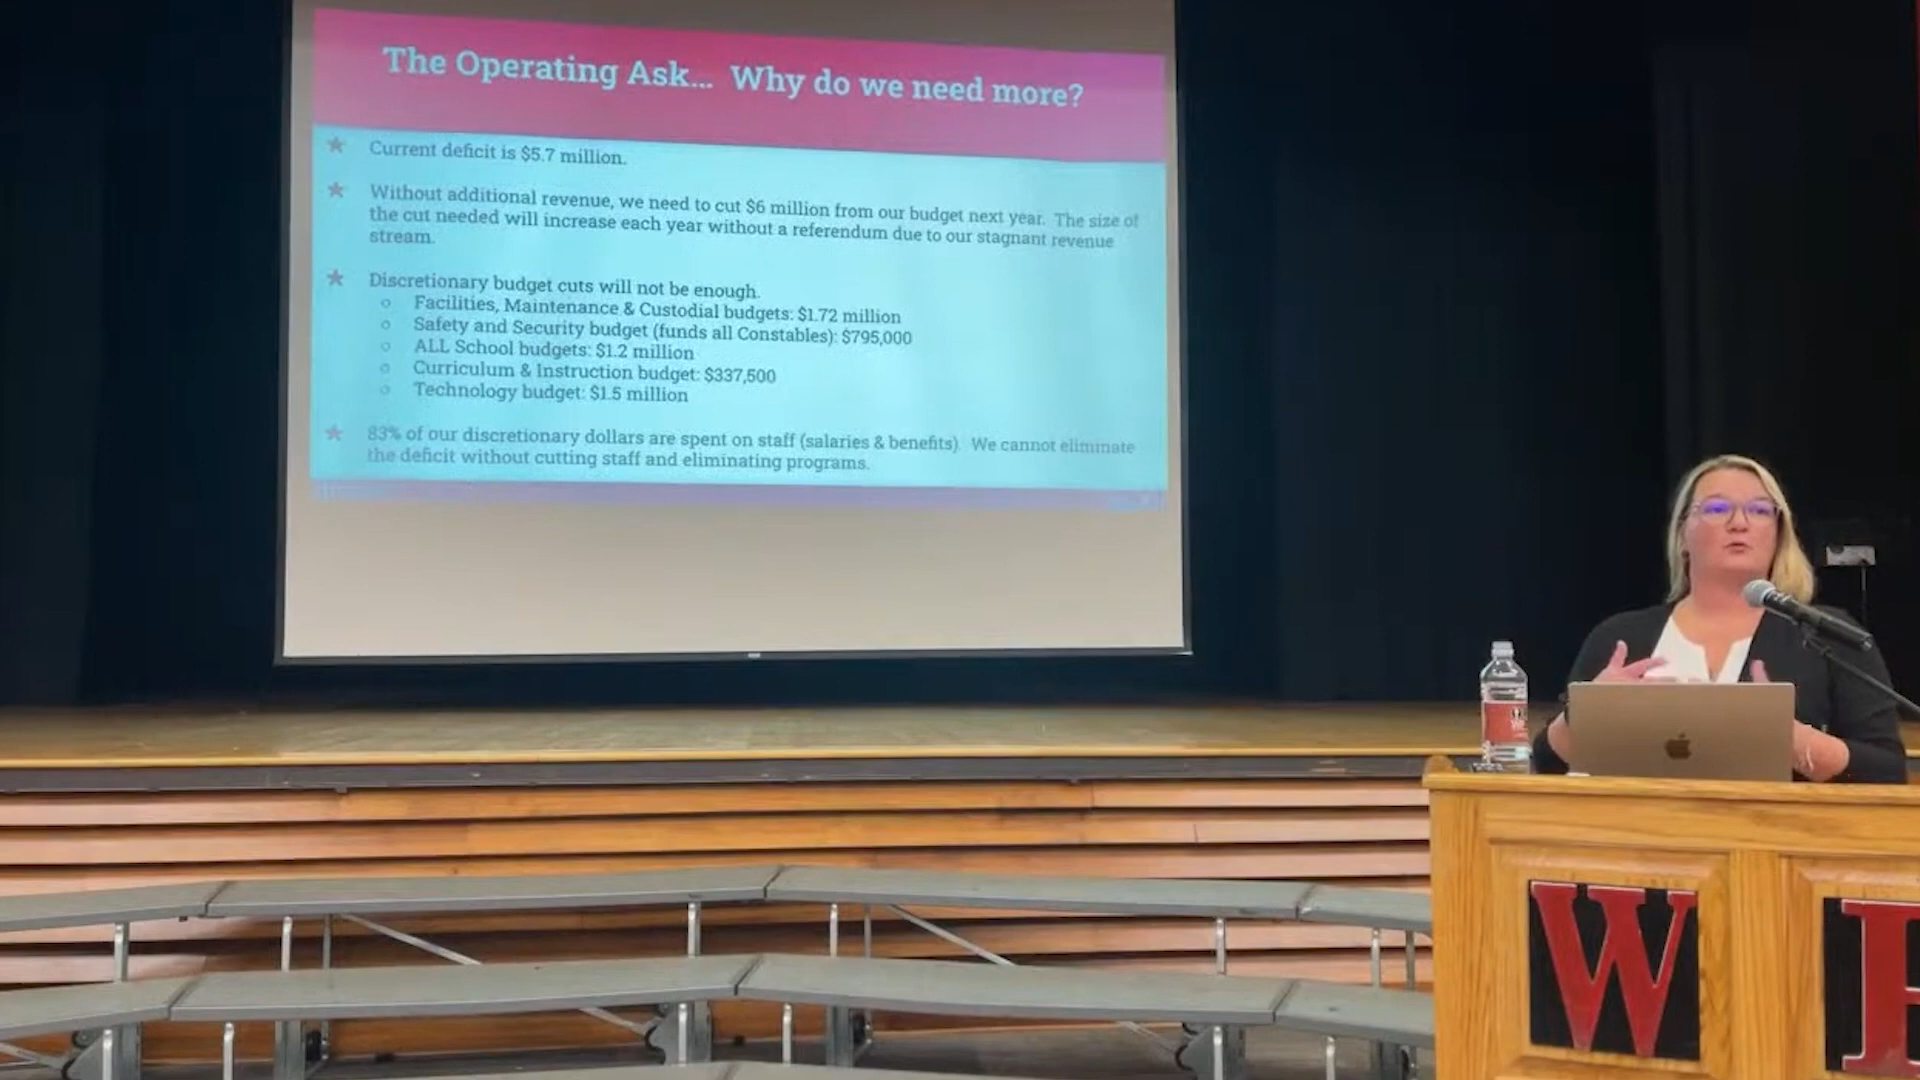 The Operating Ask... Why do we need more?
Current deficit is $5.7 million.
Without additional revenue, we need to cut $6 million from our budget next year. The size of
the cut needed will increase each year without a referendum due to our stagnant revenue
stream.
Discretionary budget cuts will not be enough.
Facilities, Maintenance & Custodial budgets: $1.72 million
Safety and Security budget (funds all Constables): $795,000
ALL School budgets: $1.2 million
Curriculum & Instruction budget: $337,500
Technology budget: $1.5 million
83% of our discretionary dollars are spent on staff (salaries & benefits). We cannot eliminate
the deficit without cutting staff and eliminating programs.
W